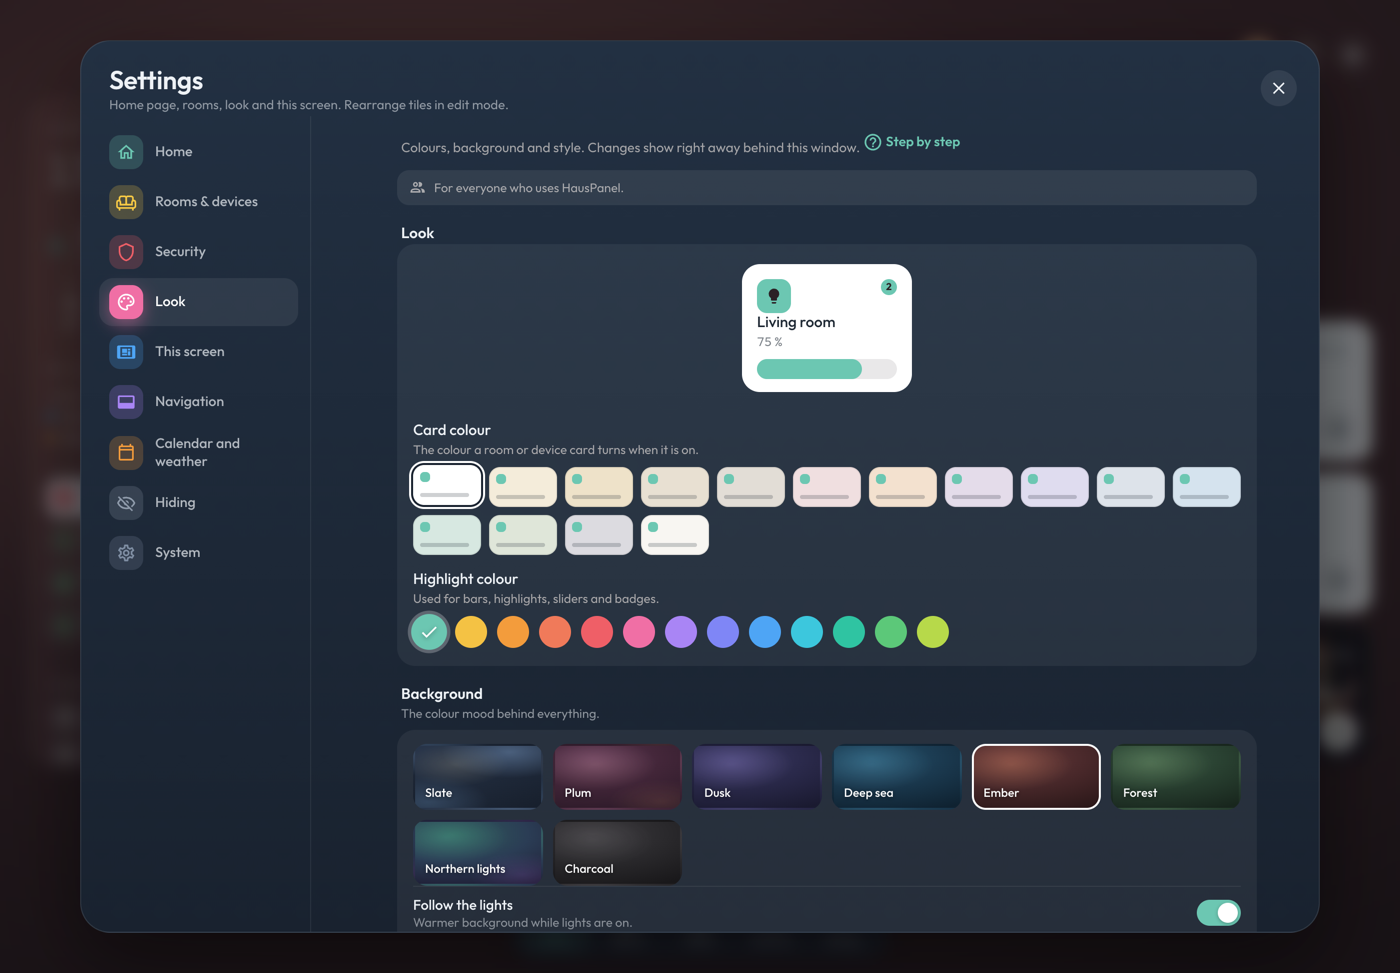 Settings
Home page, rooms, look and this screen. Rearrange tiles in edit mode.
Home
Rooms & devices
Security
Look
This screen
Navigation
Calendar and
weather
Hiding
System
Colours, background and style. Changes show right away behind this window. Step by step
For everyone who uses HausPanel.
Look
2
Living room
75 %
Card colour
The colour a room or device card turns when it is on.
Highlight colour
Used for bars, highlights, sliders and badges.
Background
The colour mood behind everything.
Slate
Plum
Dusk
Deep sea
Ember
Forest
Northern lights
Charcoal
Follow the lights
Warmer background while lights are on.